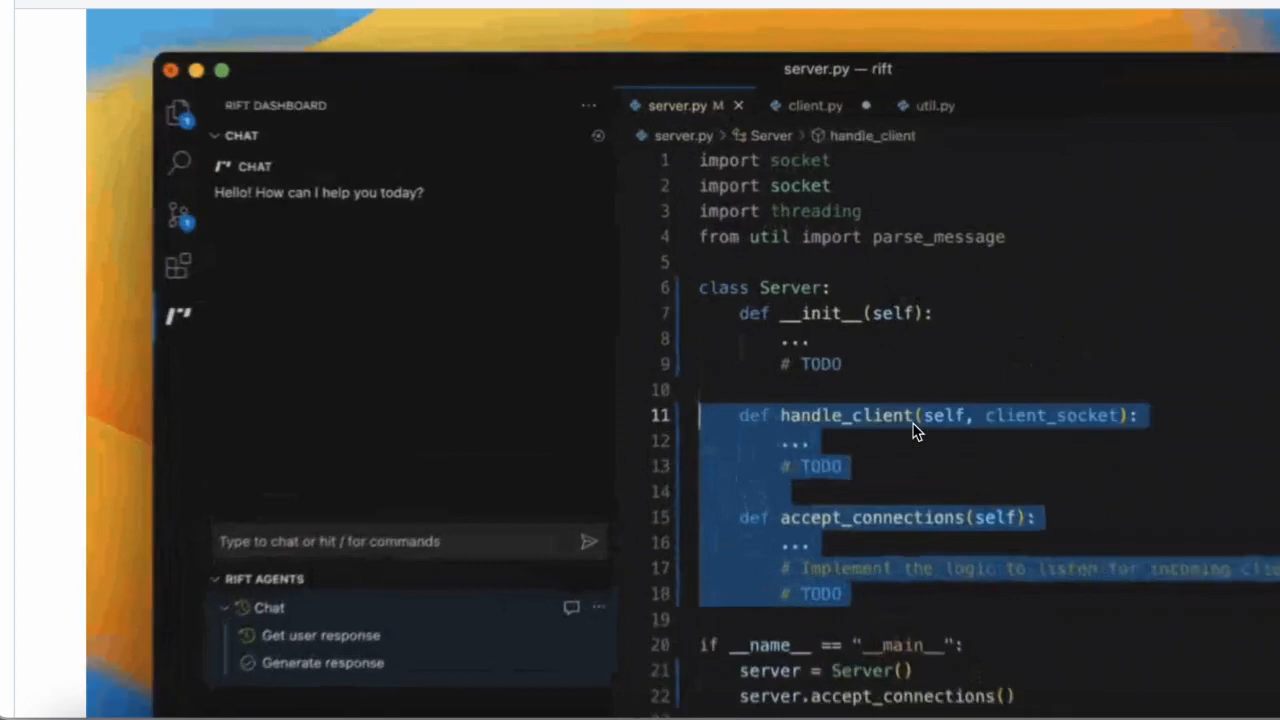 server.py — rift
RIFT DASHBOARD
CHAT
CHAT
Hello! How can I help you today?
Type to chat or hit / for commands
RIFT AGENTS
Chat
Get user response
Generate response
server.py M
client.py
util.py
server.py > Server > handle_client
1 import socket
2 import socket
3 import threading
4 from util import parse_message
5
6 class Server:
7 def __init__(self):
8 ...
9 # TODO
10
11 def handle_client(self, client_socket):
12 ...
13 # TODO
14
15 def accept_connections(self):
16 ...
17 # Implement the logic to listen for incoming
18 # TODO
19
20 if __name__ == "__main__":
21 server = Server()
22 server.accept_connections()